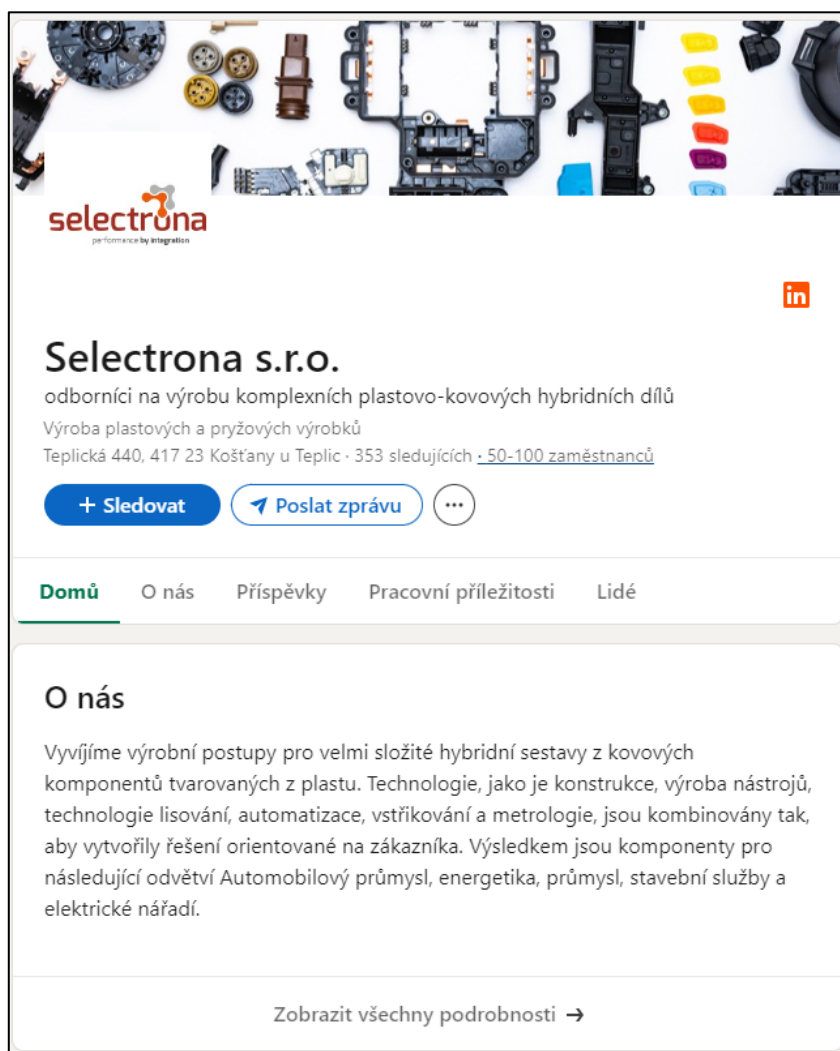 selectrona
performance by integration
in
Selectrona s.r.o.
odborníci na výrobu komplexních plastovo-kovových hybridních dílů
Výroba plastových a pryžových výrobků
Teplická 440, 417 23 Košťany u Teplic · 353 sledujících · 50-100 zaměstnanců
+ Sledovat Poslat zprávu ···
Domů O nás Příspěvky Pracovní příležitosti Lidé
O nás
Vyvíjíme výrobní postupy pro velmi složité hybridní sestavy z kovových
komponentů tvarovaných z plastu. Technologie, jako je konstrukce, výroba nástrojů,
technologie lisování, automatizace, vstřikování a metrologie, jsou kombinovány tak,
aby vytvořily řešení orientované na zákazníka. Výsledkem jsou komponenty pro
následující odvětví Automobilový průmysl, energetika, průmysl, stavební služby a
elektrické nářadí.
Zobrazit všechny podrobnosti →